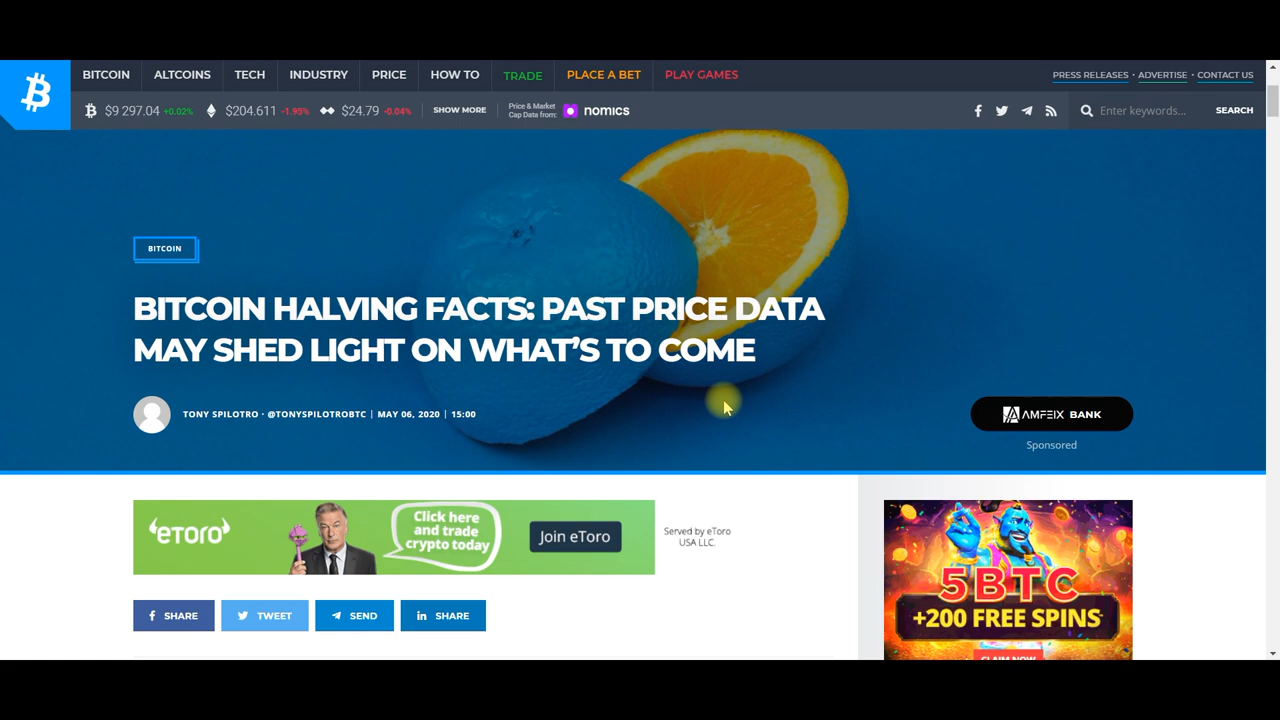 BITCOIN
ALTCOINS
TECH
INDUSTRY
PRICE
HOW TO
TRADE
PLACE A BET
PLAY GAMES
PRESS RELEASES · ADVERTISE · CONTACT US
$9 297.04 +0.02%
$204.611 -1.95%
$24.79 -0.04%
SHOW MORE
Price & Market
Cap Data from:
nomics
Enter keywords...
SEARCH
BITCOIN
BITCOIN HALVING FACTS: PAST PRICE DATA
MAY SHED LIGHT ON WHAT'S TO COME
TONY SPILOTRO · @TONYSPILOTROBTC | MAY 06, 2020 | 15:00
AMFEIX BANK
Sponsored
eToro
Click here
and trade
crypto today
Join eToro
Served by eToro
USA LLC.
5BTC
+200 FREE SPINS
CLAIM NOW
SHARE
TWEET
SEND
SHARE